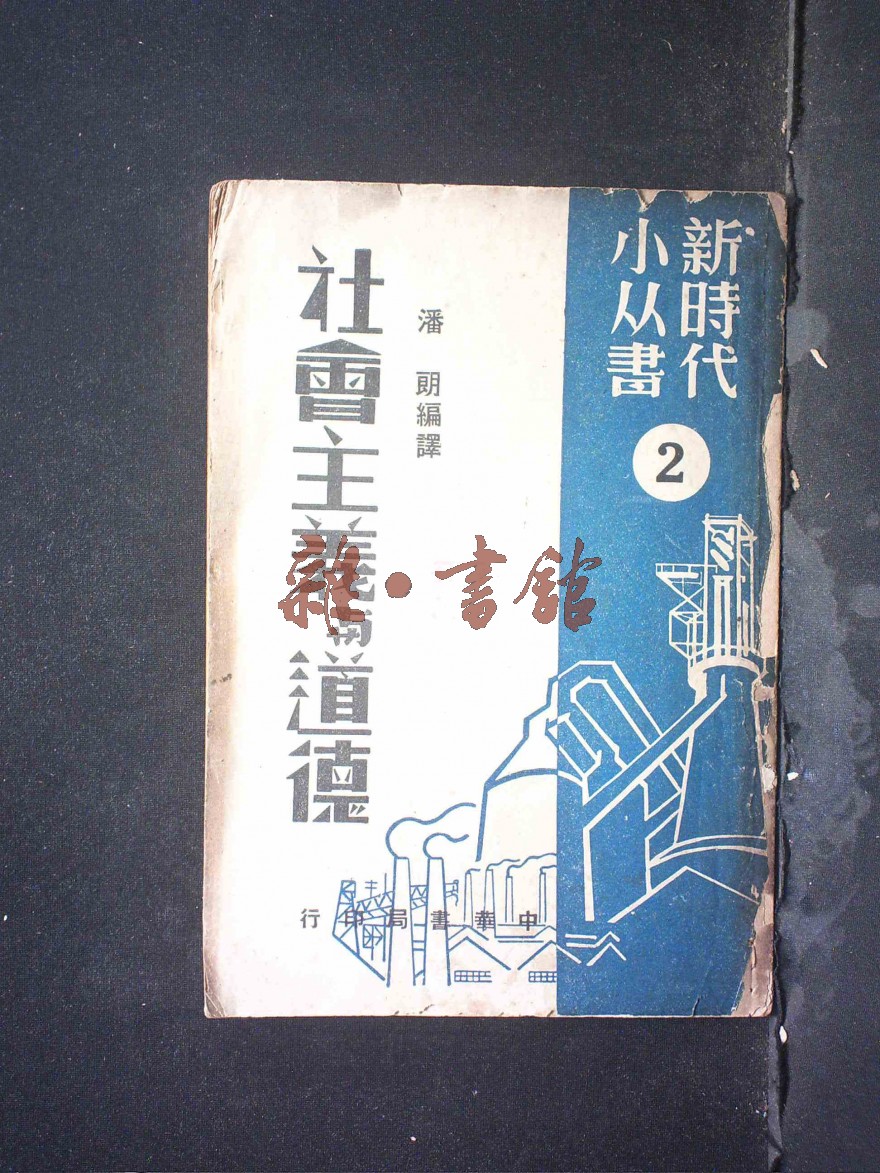 新時代
小从書
2
潘朗編譯
社會主義道德
雜·書館
中華書局印行